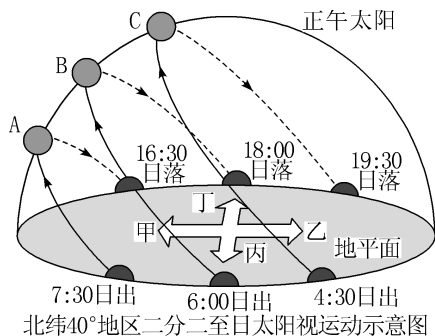 C
正午太阳
B
A
16:30
日落
18:00
日落
19:30
日落
丁
甲
乙
丙
地平面
7:30日出
6:00日出
4:30日出
北纬40°地区二分二至日太阳视运动示意图